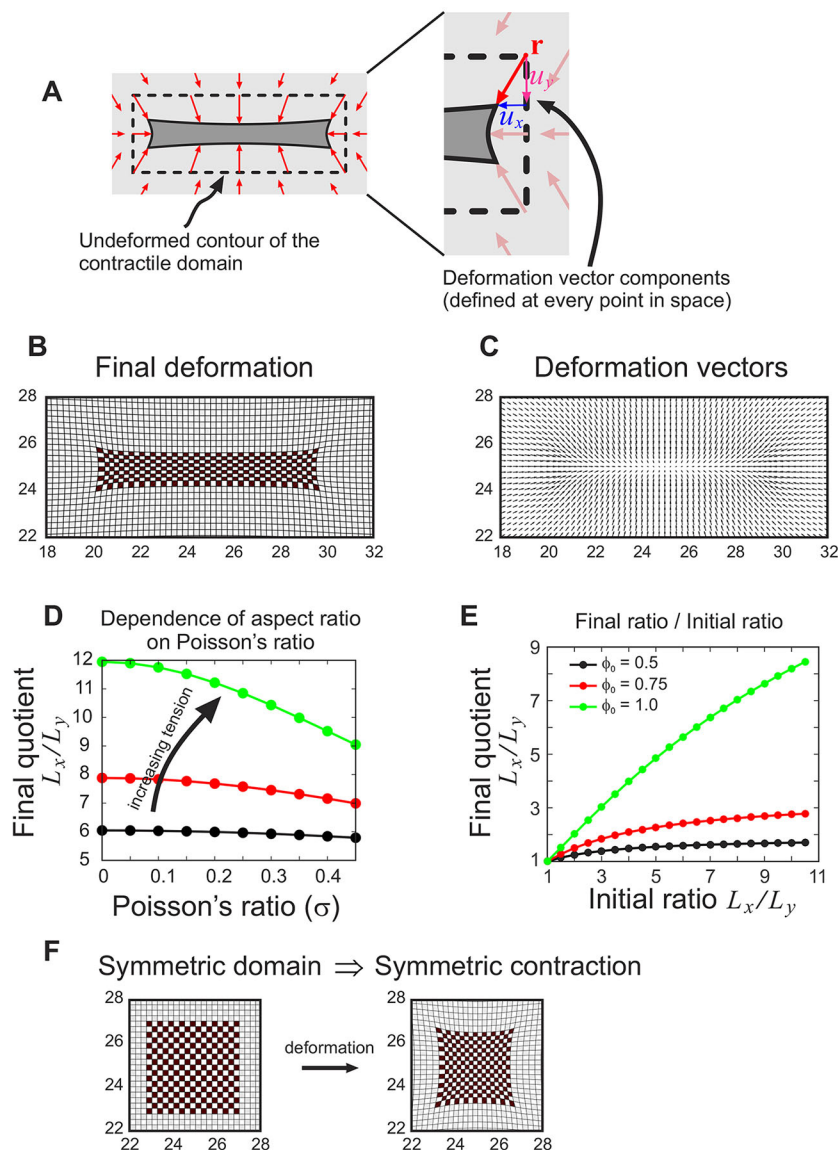 A
r
u_y
u_x
Undeformed contour of the
contractile domain
Deformation vector components
(defined at every point in space)
B
Final deformation
28
26
24
22
18 20 22 24 26 28 30 32
C
Deformation vectors
28
26
24
22
18 20 22 24 26 28 30 32
D
Dependence of aspect ratio
on Poisson's ratio
Final quotient
L_x/L_y
12
11
10
9
8
7
6
5
increasing tension
0 0.1 0.2 0.3 0.4
Poisson's ratio (σ)
E
Final ratio / Initial ratio
Final quotient
L_x/L_y
9
7
5
3
1
ϕ₀ = 0.5
ϕ₀ = 0.75
ϕ₀ = 1.0
1 3 5 7 9 11
Initial ratio L_x/L_y
F
Symmetric domain ⇒ Symmetric contraction
28
26
24
22
22 24 26 28
deformation
28
26
24
22
22 24 26 28